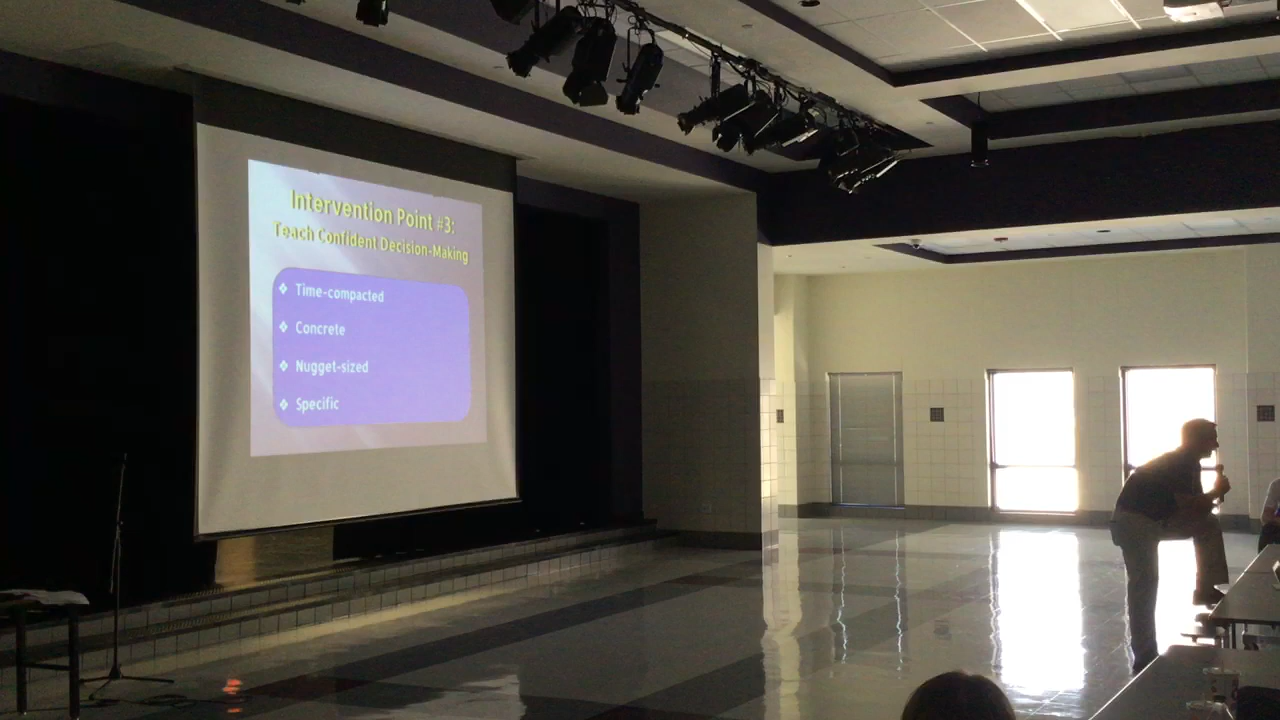 Intervention Point #3:
Teach Confident Decision-Making
❖ Time-compacted
❖ Concrete
❖ Nugget-sized
❖ Specific